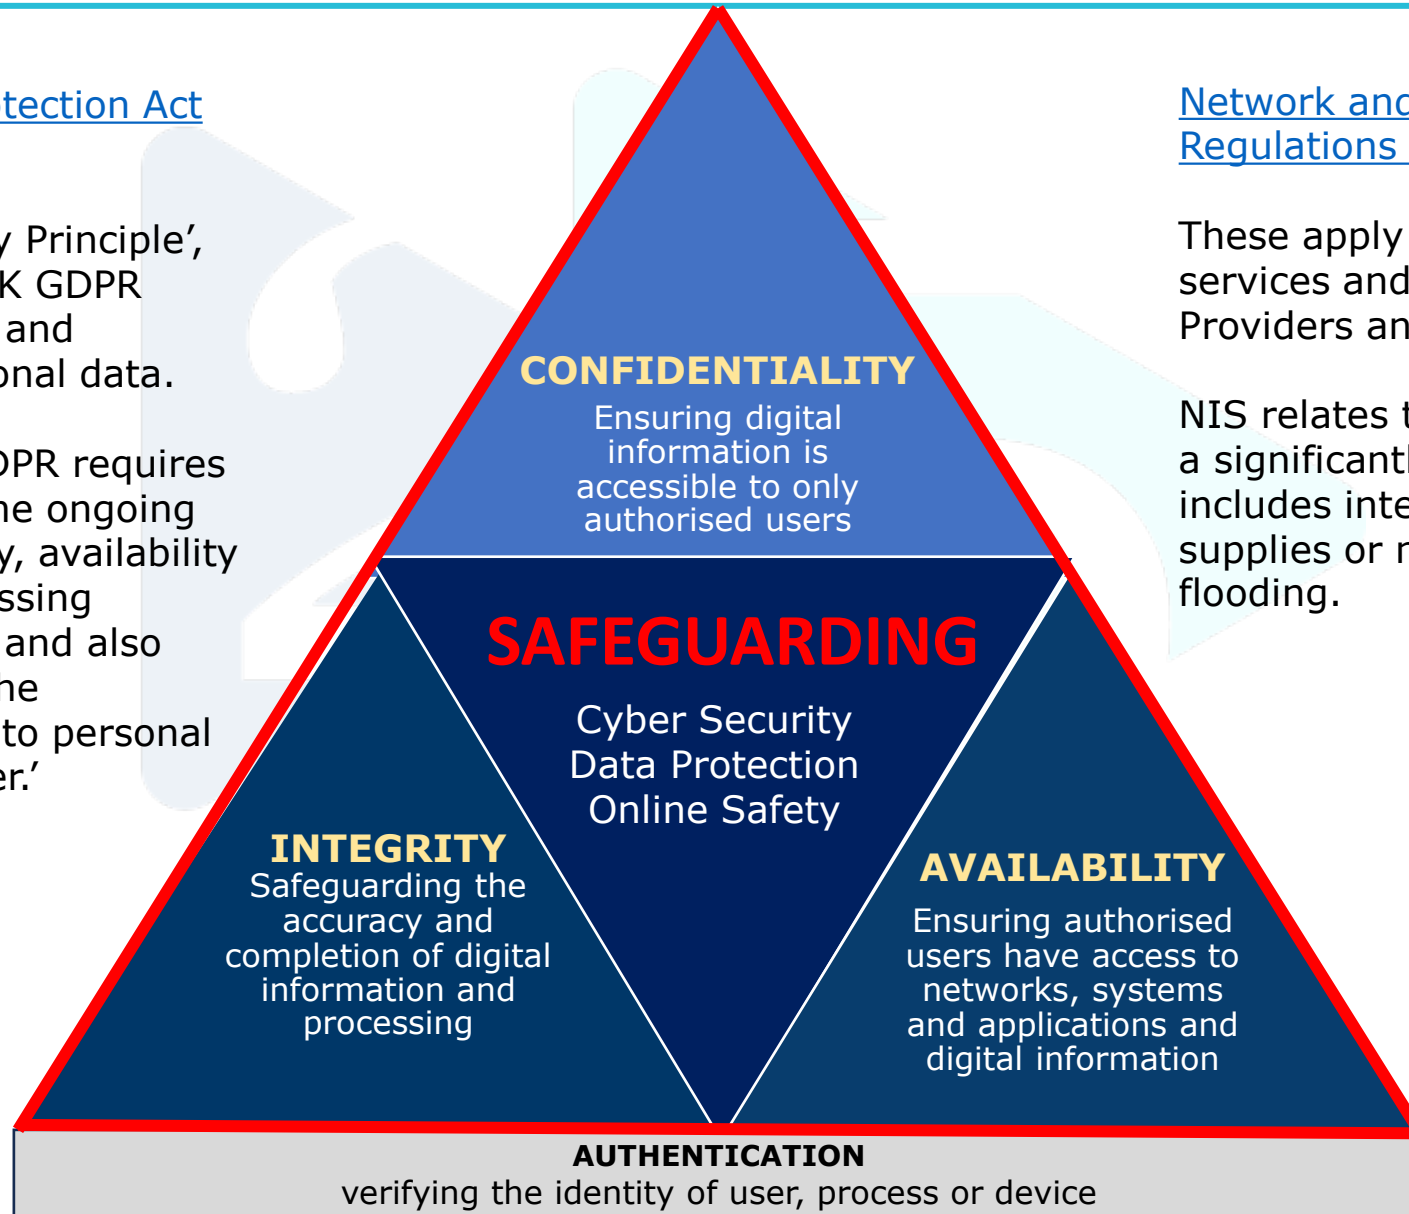 tection Act
y Principle’,
K GDPR
and
onal data.
DPR requires
he ongoing
y, availability
ssing
and also
he
to personal
er.’
CONFIDENTIALITY
Ensuring digital
information is
accessible to only
authorised users
SAFEGUARDING
Cyber Security
Data Protection
Online Safety
INTEGRITY
Safeguarding the
accuracy and
completion of digital
information and
processing
AVAILABILITY
Ensuring authorised
users have access to
networks, systems
and applications and
digital information
Network and
Regulations
These apply
services and
Providers an
NIS relates t
a significantl
includes inte
supplies or n
flooding.
AUTHENTICATION
verifying the identity of user, process or device